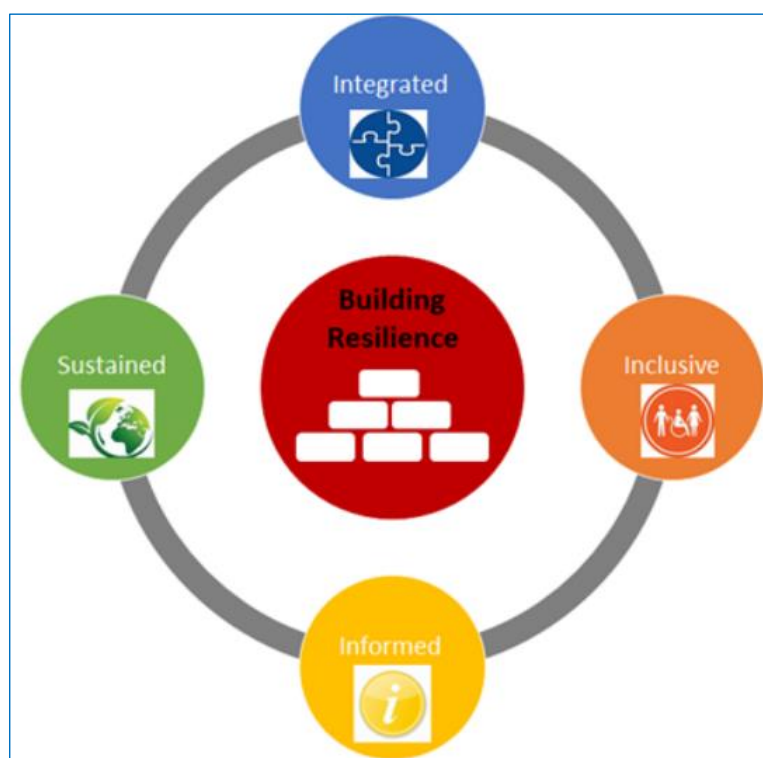 Integrated
Building
Resilience
Sustained
Inclusive
Informed
i